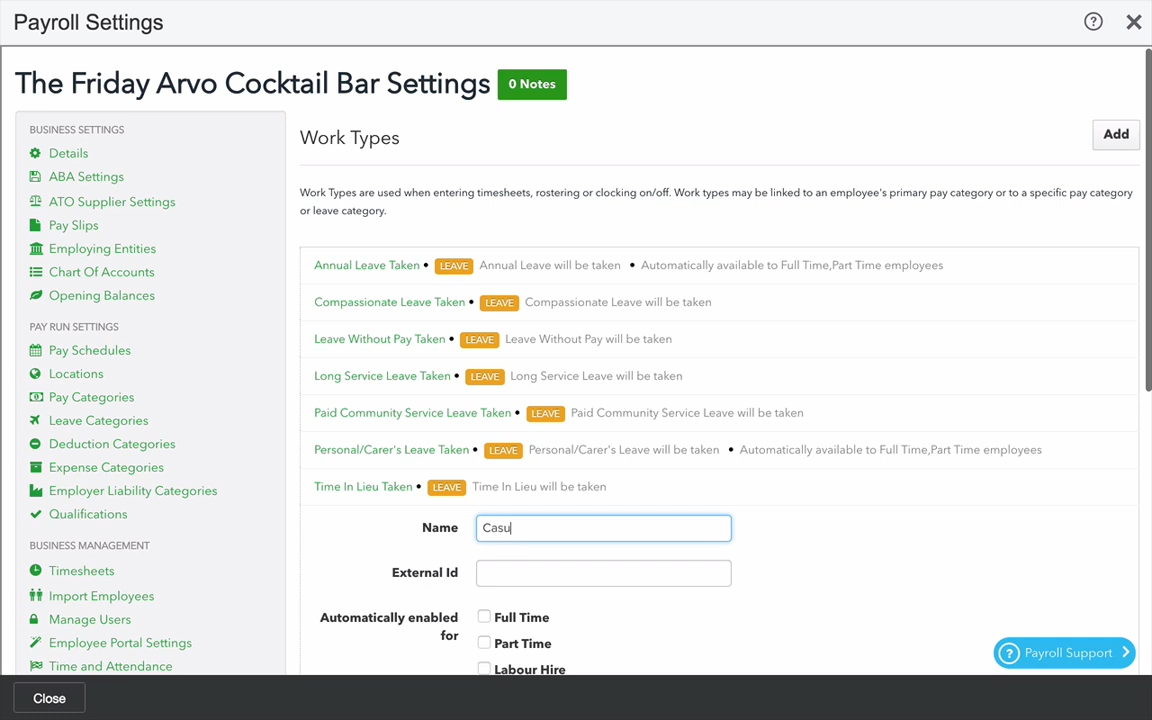 Payroll Settings
The Friday Arvo Cocktail Bar Settings 0 Notes
BUSINESS SETTINGS
Details
ABA Settings
ATO Supplier Settings
Pay Slips
Employing Entities
Chart Of Accounts
Opening Balances
PAY RUN SETTINGS
Pay Schedules
Locations
Pay Categories
Leave Categories
Deduction Categories
Expense Categories
Employer Liability Categories
Qualifications
BUSINESS MANAGEMENT
Timesheets
Import Employees
Manage Users
Employee Portal Settings
Time and Attendance
Work Types
Add
Work Types are used when entering timesheets, rostering or clocking on/off. Work types may be linked to an employee's primary pay category or to a specific pay category
or leave category.
Annual Leave Taken • LEAVE Annual Leave will be taken • Automatically available to Full Time,Part Time employees
Compassionate Leave Taken • LEAVE Compassionate Leave will be taken
Leave Without Pay Taken • LEAVE Leave Without Pay will be taken
Long Service Leave Taken • LEAVE Long Service Leave will be taken
Paid Community Service Leave Taken • LEAVE Paid Community Service Leave will be taken
Personal/Carer's Leave Taken • LEAVE Personal/Carer's Leave will be taken • Automatically available to Full Time,Part Time employees
Time In Lieu Taken • LEAVE Time In Lieu will be taken
Name Casu
External Id
Automatically enabled
for
Full Time
Part Time
Labour Hire
? Payroll Support
Close